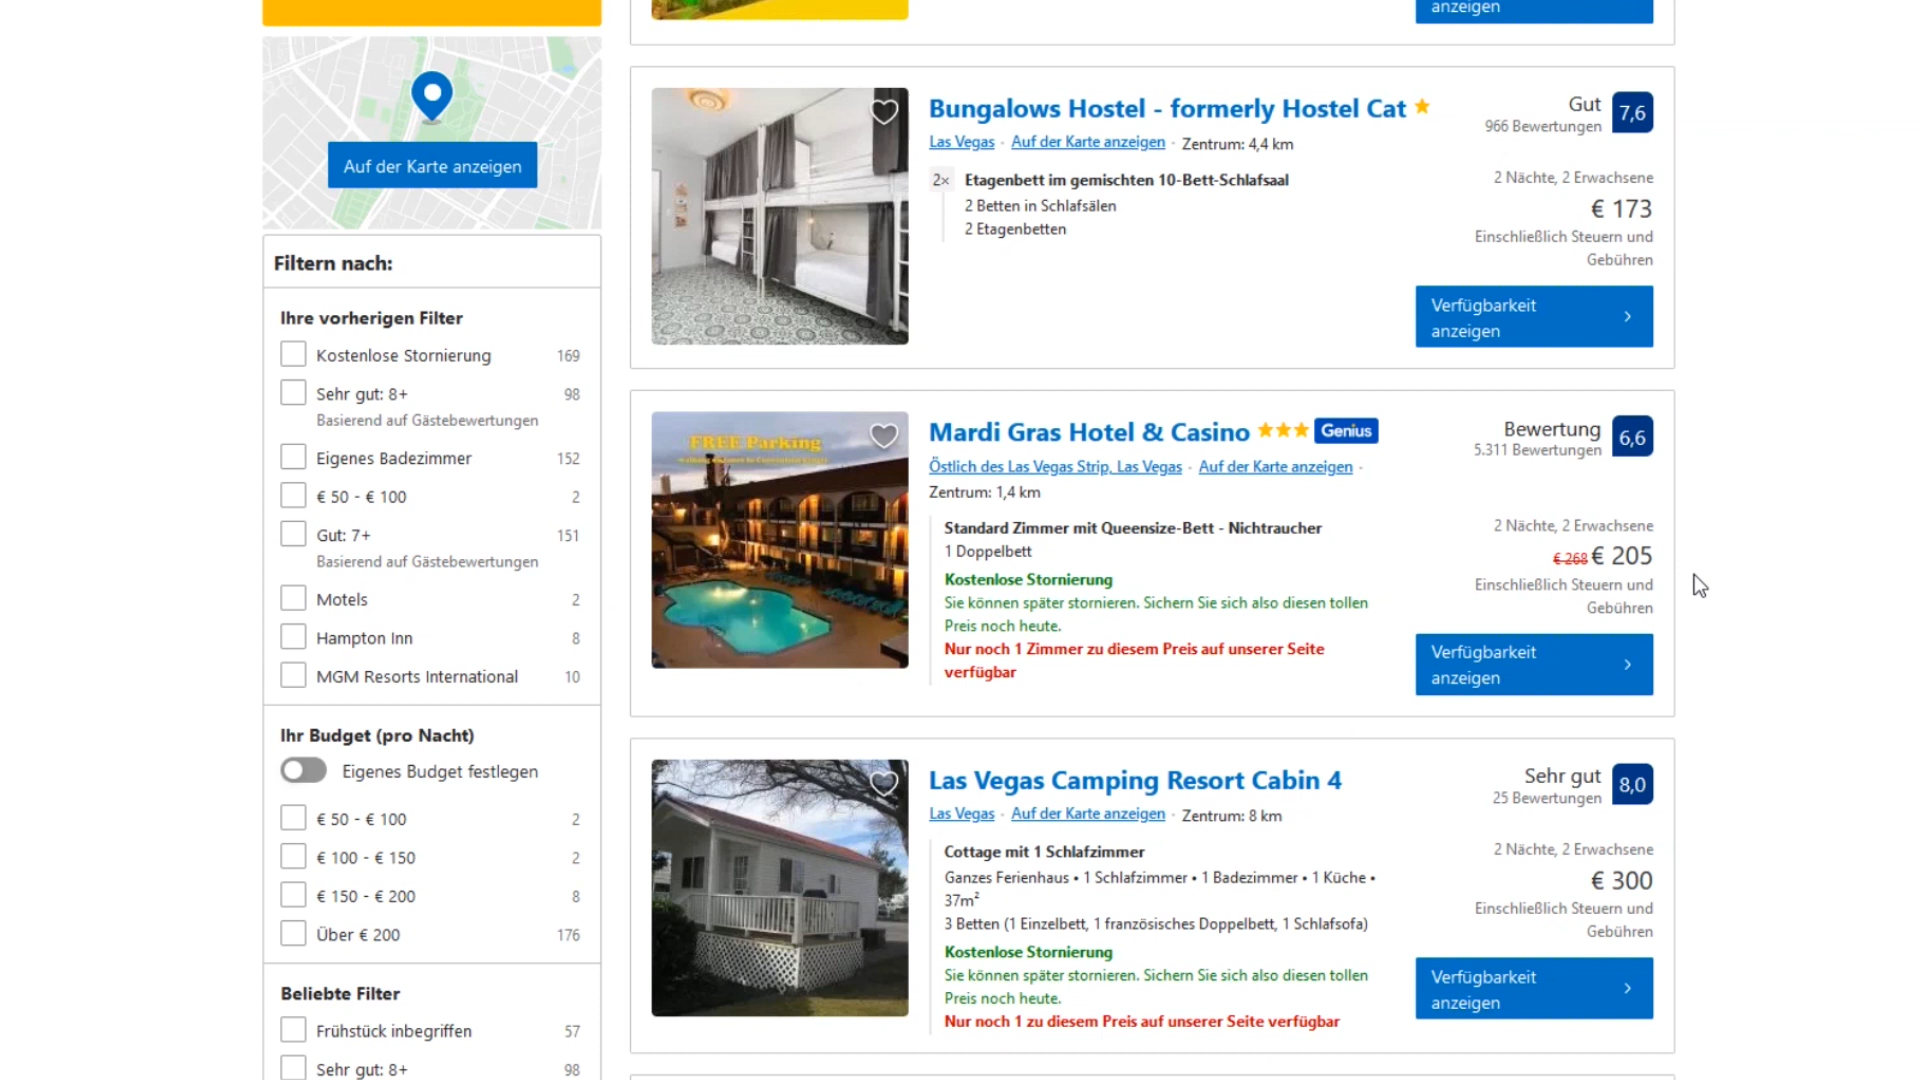 anzeigen
Auf der Karte anzeigen
Filtern nach:
Ihre vorherigen Filter
Kostenlose Stornierung 169
Sehr gut: 8+ 98
Basierend auf Gästebewertungen
Eigenes Badezimmer 152
€ 50 - € 100 2
Gut: 7+ 151
Basierend auf Gästebewertungen
Motels 2
Hampton Inn 8
MGM Resorts International 10
Ihr Budget (pro Nacht)
Eigenes Budget festlegen
€ 50 - € 100 2
€ 100 - € 150 2
€ 150 - € 200 8
Über € 200 176
Beliebte Filter
Frühstück inbegriffen 57
Sehr gut: 8+ 98
Bungalows Hostel - formerly Hostel Cat
Las Vegas · Auf der Karte anzeigen · Zentrum: 4,4 km
2× Etagenbett im gemischten 10-Bett-Schlafsaal
2 Betten in Schlafsälen
2 Etagenbetten
Gut 7,6
966 Bewertungen
2 Nächte, 2 Erwachsene
€ 173
Einschließlich Steuern und
Gebühren
Verfügbarkeit
anzeigen
FREE Parking
Mardi Gras Hotel & Casino Genius
Östlich des Las Vegas Strip, Las Vegas · Auf der Karte anzeigen ·
Zentrum: 1,4 km
Standard Zimmer mit Queensize-Bett - Nichtraucher
1 Doppelbett
Kostenlose Stornierung
Sie können später stornieren. Sichern Sie sich also diesen tollen
Preis noch heute.
Nur noch 1 Zimmer zu diesem Preis auf unserer Seite
verfügbar
Bewertung 6,6
5.311 Bewertungen
2 Nächte, 2 Erwachsene
€ 268 € 205
Einschließlich Steuern und
Gebühren
Verfügbarkeit
anzeigen
Las Vegas Camping Resort Cabin 4
Las Vegas · Auf der Karte anzeigen · Zentrum: 8 km
Cottage mit 1 Schlafzimmer
Ganzes Ferienhaus • 1 Schlafzimmer • 1 Badezimmer • 1 Küche •
37m²
3 Betten (1 Einzelbett, 1 französisches Doppelbett, 1 Schlafsofa)
Kostenlose Stornierung
Sie können später stornieren. Sichern Sie sich also diesen tollen
Preis noch heute.
Nur noch 1 zu diesem Preis auf unserer Seite verfügbar
Sehr gut 8,0
25 Bewertungen
2 Nächte, 2 Erwachsene
€ 300
Einschließlich Steuern und
Gebühren
Verfügbarkeit
anzeigen